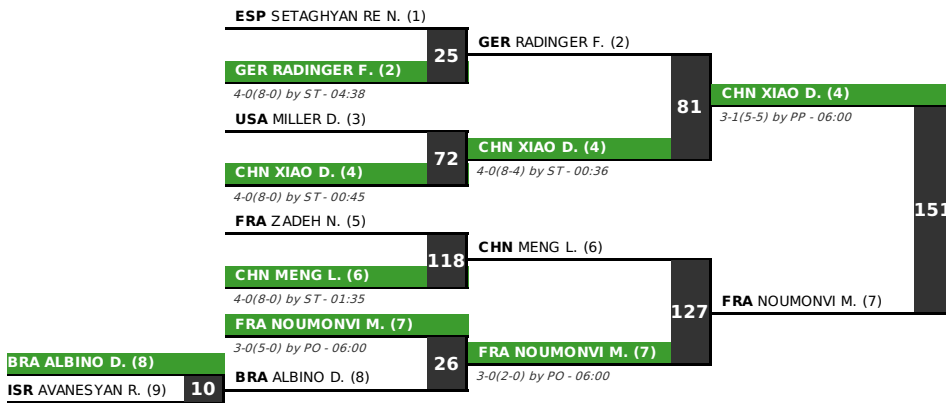 ESP SETAGHYAN RE N. (1)
25
GER RADINGER F. (2)
4-0(8-0) by ST - 04:38
USA MILLER D. (3)
72
CHN XIAO D. (4)
4-0(8-0) by ST - 00:45
FRA ZADEH N. (5)
118
CHN MENG L. (6)
4-0(8-0) by ST - 01:35
FRA NOUMONVI M. (7)
3-0(5-0) by PO - 06:00
26
BRA ALBINO D. (8)
BRA ALBINO D. (8)
ISR AVANESYAN R. (9)
10
GER RADINGER F. (2)
81
CHN XIAO D. (4)
4-0(8-4) by ST - 00:36
CHN MENG L. (6)
127
FRA NOUMONVI M. (7)
3-0(2-0) by PO - 06:00
CHN XIAO D. (4)
3-1(5-5) by PP - 06:00
151
FRA NOUMONVI M. (7)